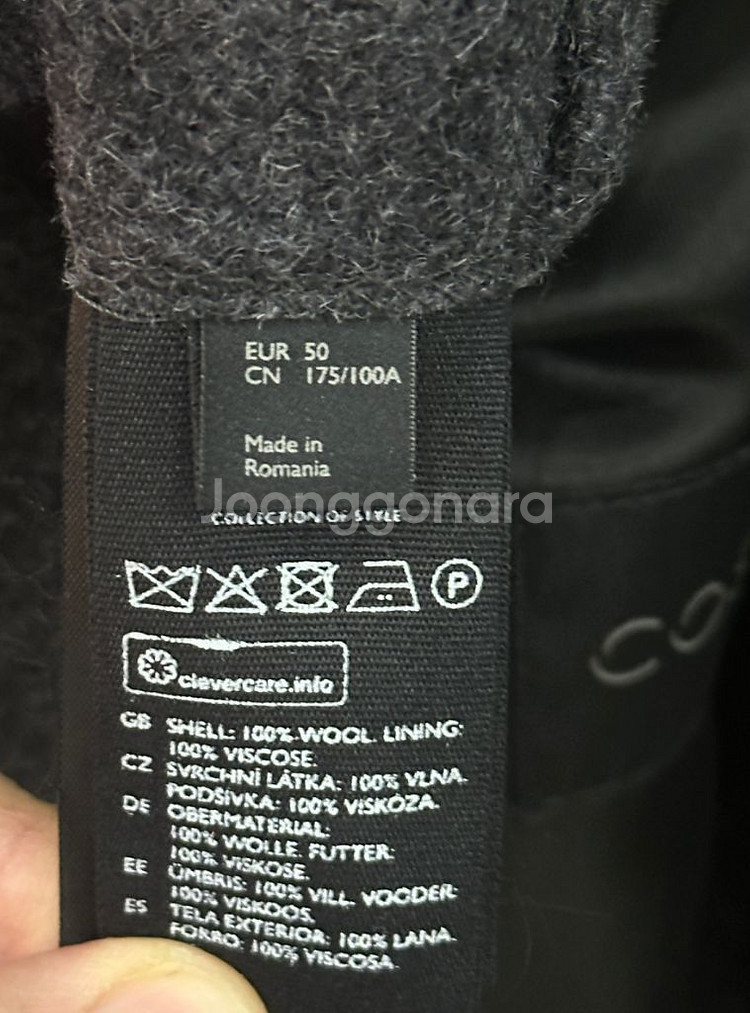 EUR 50
CN 175/100A
Made in
Romania
Joonggonara
COLLECTION OF STYLE
P
clevercare.info
GB SHELL: 100% WOOL. LINING:
100% VISCOSE.
CZ SVRCHNÍ LÁTKA: 100% VLNA.
PODŠÍVKA: 100% VISKÓZA.
DE OBERMATERIAL:
100% WOLLE. FUTTER:
100% VISKOSE.
EE ÜMBRIS: 100% VILL. VOODER:
100% VISKOOS.
ES TELA EXTERIOR: 100% LANA.
FORRO: 100% VISCOSA.